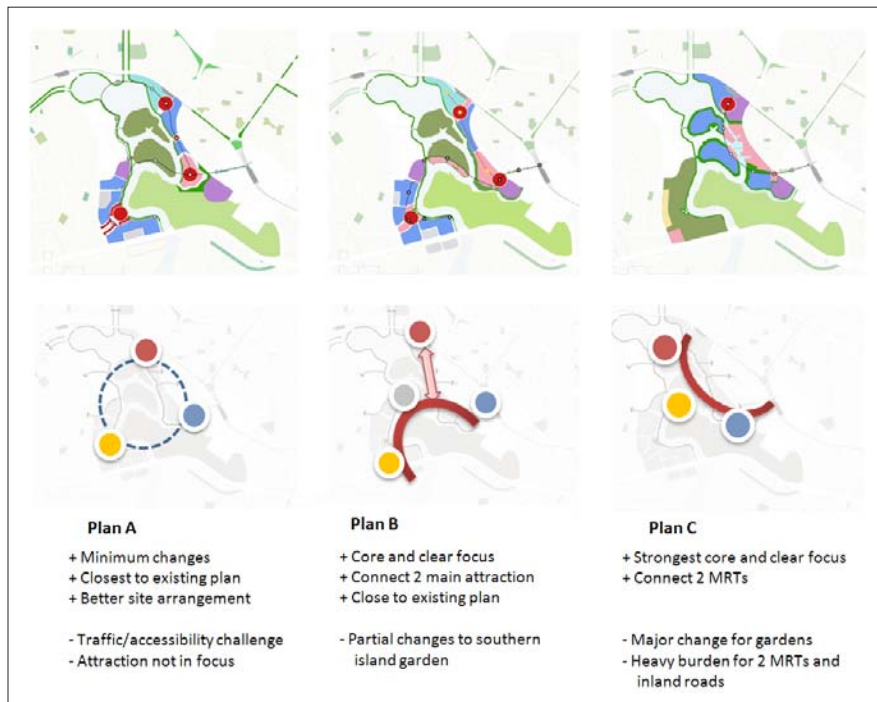 Plan A
+ Minimum changes
+ Closest to existing plan
+ Better site arrangement
- Traffic/accessibility challenge
- Attraction not in focus
Plan B
+ Core and clear focus
+ Connect 2 main attraction
+ Close to existing plan
- Partial changes to southern
island garden
Plan C
+ Strongest core and clear focus
+ Connect 2 MRTs
- Major change for gardens
- Heavy burden for 2 MRTs and
inland roads